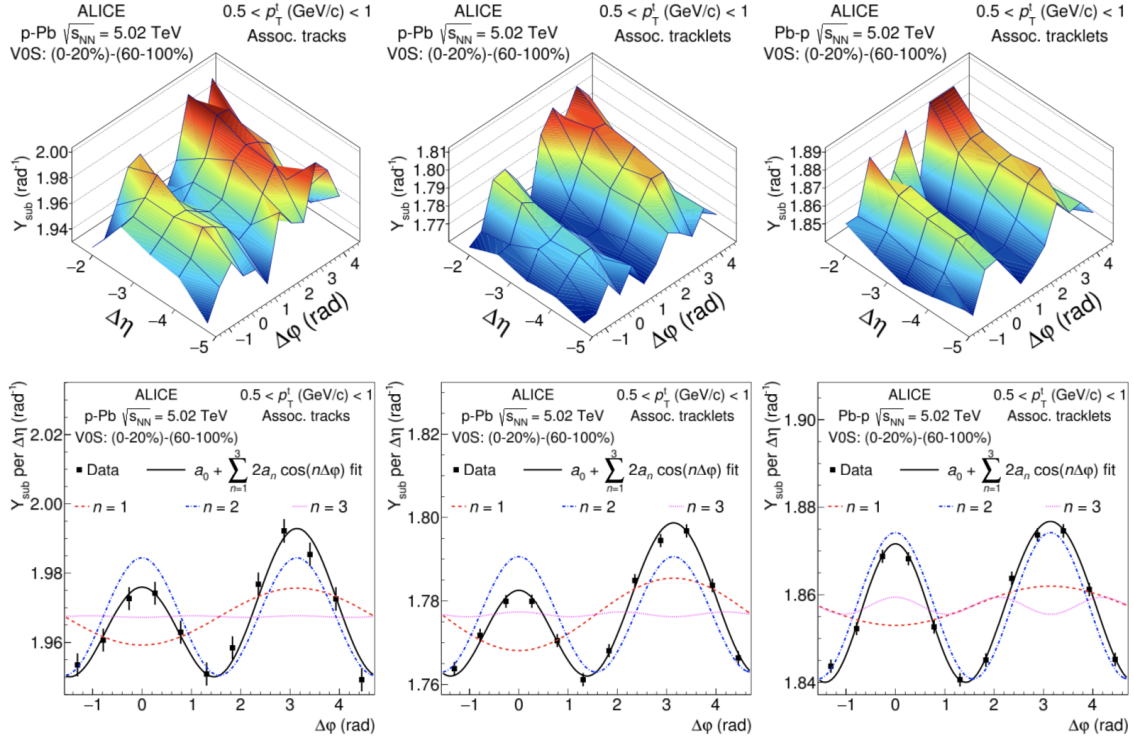 ALICE
0.5 < p_T^t (GeV/c) < 1
p-Pb √s_NN = 5.02 TeV
Assoc. tracks
V0S: (0-20%)-(60-100%)
Y_sub (rad⁻¹)
2.00
1.98
1.96
1.94
−2
−3
−4
−5
Δη
−1
0
1
2
3
4
Δφ (rad)
ALICE
0.5 < p_T^t (GeV/c) < 1
p-Pb √s_NN = 5.02 TeV
Assoc. tracklets
V0S: (0-20%)-(60-100%)
Y_sub (rad⁻¹)
1.81
1.80
1.79
1.77
−2
−3
−4
−5
Δη
−1
0
1
2
3
4
Δφ (rad)
ALICE
0.5 < p_T^t (GeV/c) < 1
Pb-p √s_NN = 5.02 TeV
Assoc. tracklets
V0S: (0-20%)-(60-100%)
Y_sub (rad⁻¹)
1.89
1.88
1.87
1.86
1.85
−2
−3
−4
−5
Δη
−1
0
1
2
3
4
Δφ (rad)
ALICE
0.5 < p_T^t (GeV/c) < 1
p-Pb √s_NN = 5.02 TeV
Assoc. tracks
V0S: (0-20%)-(60-100%)
Data
a_0 + ∑_{n=1}^{3} 2a_n cos(nΔφ) fit
n = 1
n = 2
n = 3
Y_sub per Δη (rad⁻¹)
2.02
2.00
1.98
1.96
−1 0 1 2 3 4
Δφ (rad)
ALICE
0.5 < p_T^t (GeV/c) < 1
p-Pb √s_NN = 5.02 TeV
Assoc. tracklets
V0S: (0-20%)-(60-100%)
Data
a_0 + ∑_{n=1}^{3} 2a_n cos(nΔφ) fit
n = 1
n = 2
n = 3
Y_sub per Δη (rad⁻¹)
1.82
1.80
1.78
1.76
−1 0 1 2 3 4
Δφ (rad)
ALICE
0.5 < p_T^t (GeV/c) < 1
Pb-p √s_NN = 5.02 TeV
Assoc. tracklets
V0S: (0-20%)-(60-100%)
Data
a_0 + ∑_{n=1}^{3} 2a_n cos(nΔφ) fit
n = 1
n = 2
n = 3
Y_sub per Δη (rad⁻¹)
1.90
1.88
1.86
1.84
−1 0 1 2 3 4
Δφ (rad)